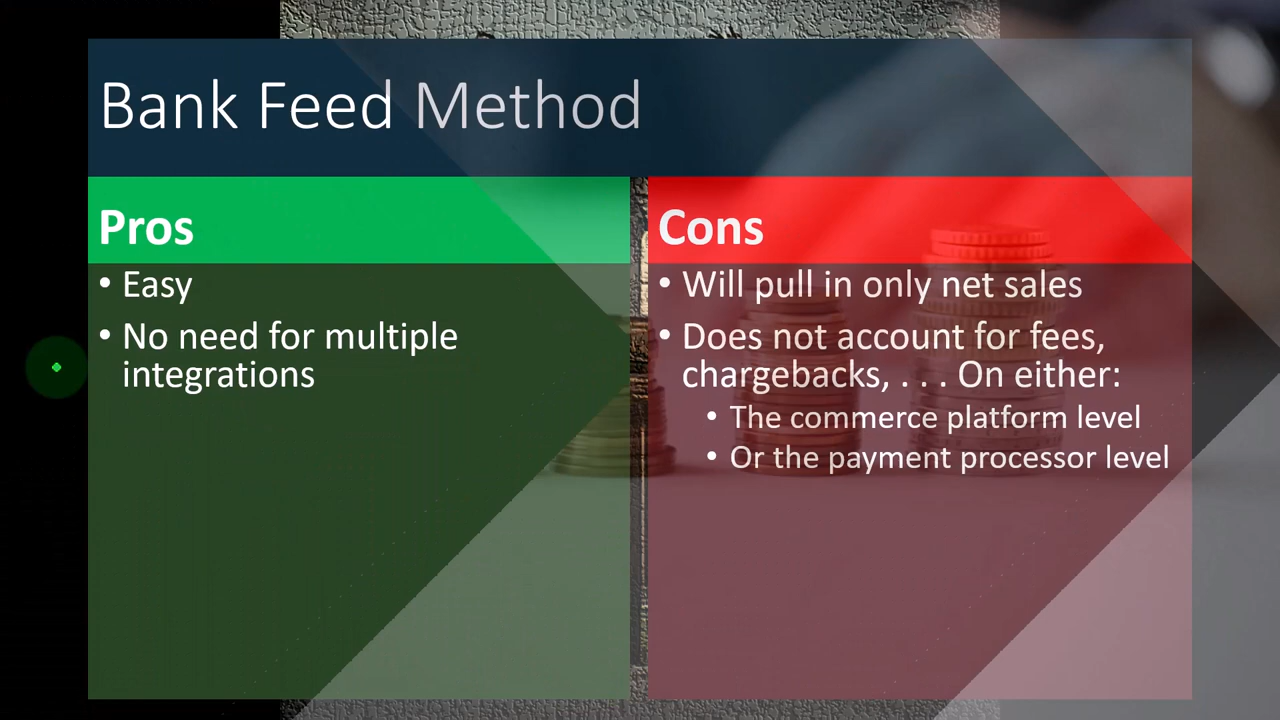 Bank Feed Method
Pros
• Easy
• No need for multiple
integrations
Cons
• Will pull in only net sales
• Does not account for fees,
chargebacks, . . . On either:
• The commerce platform level
• Or the payment processor level